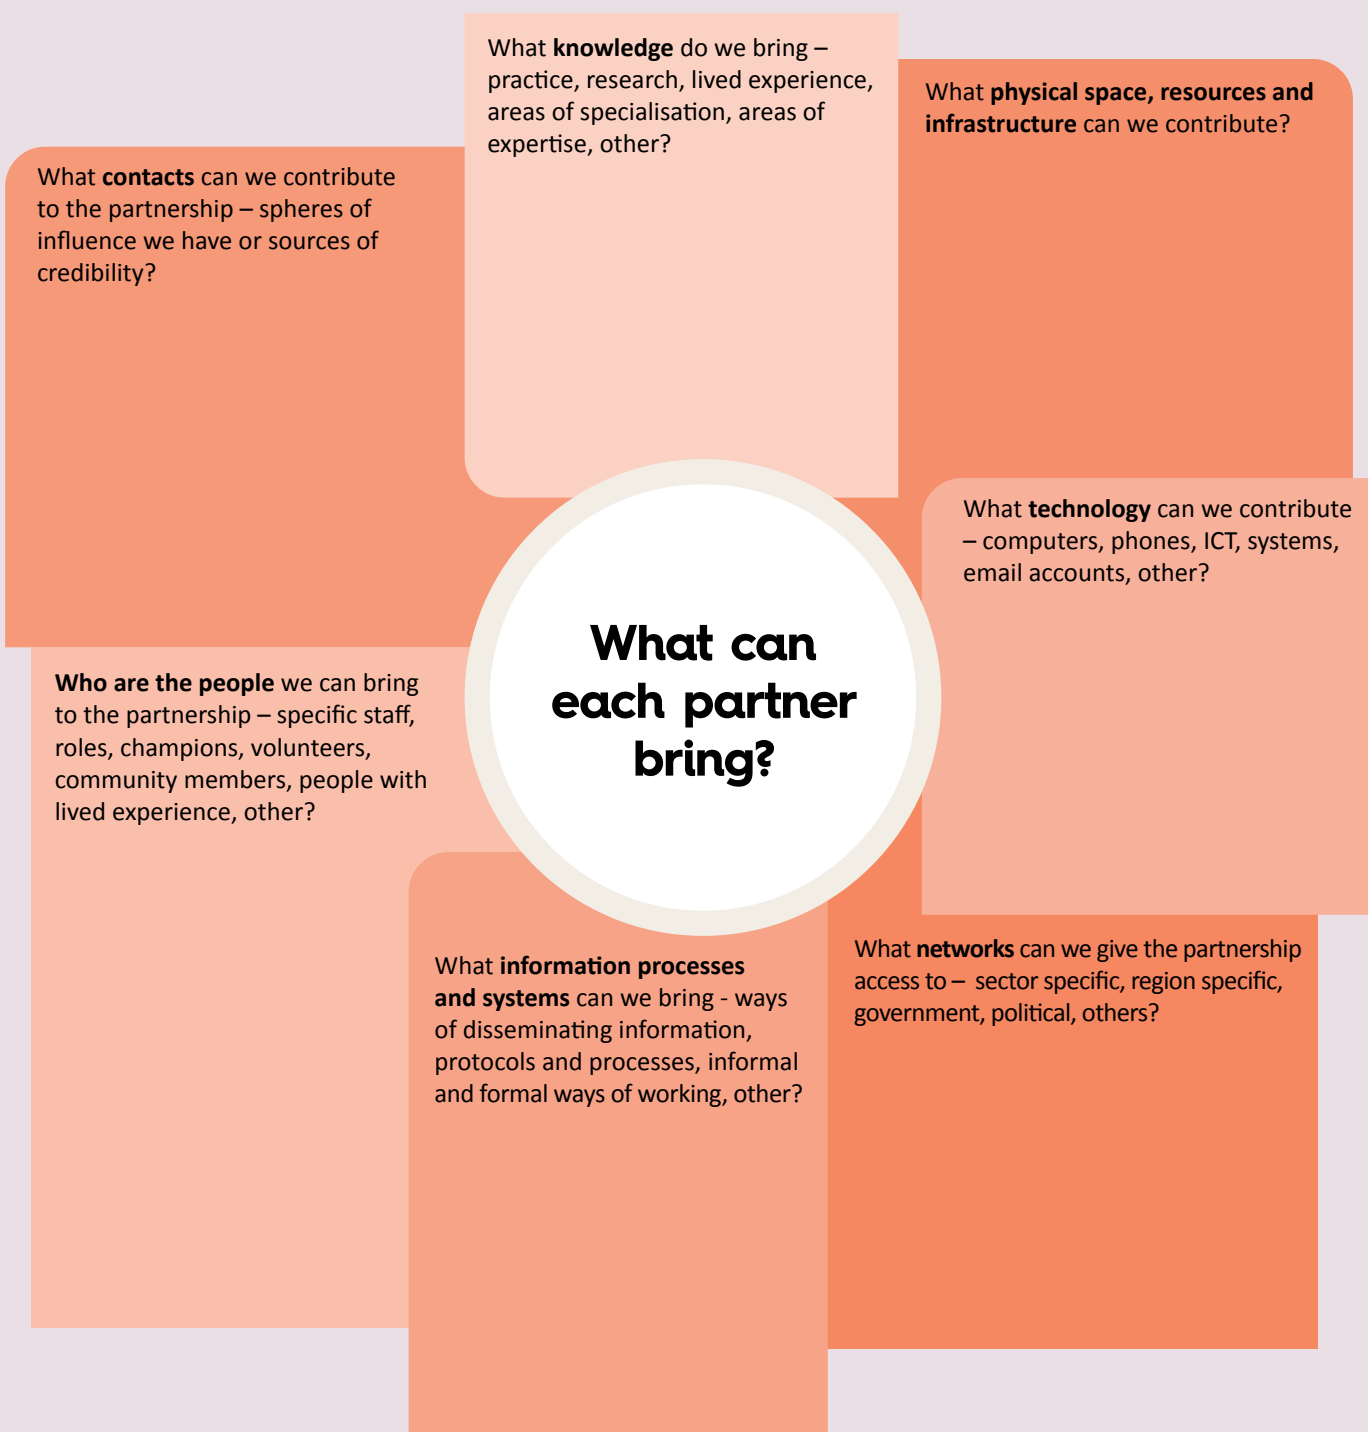 What knowledge do we bring –
practice, research, lived experience,
areas of specialisation, areas of
expertise, other?
What physical space, resources and
infrastructure can we contribute?
What contacts can we contribute
to the partnership – spheres of
influence we have or sources of
credibility?
What technology can we contribute
– computers, phones, ICT, systems,
email accounts, other?
What can
each partner
bring?
Who are the people we can bring
to the partnership – specific staff,
roles, champions, volunteers,
community members, people with
lived experience, other?
What information processes
and systems can we bring - ways
of disseminating information,
protocols and processes, informal
and formal ways of working, other?
What networks can we give the partnership
access to – sector specific, region specific,
government, political, others?